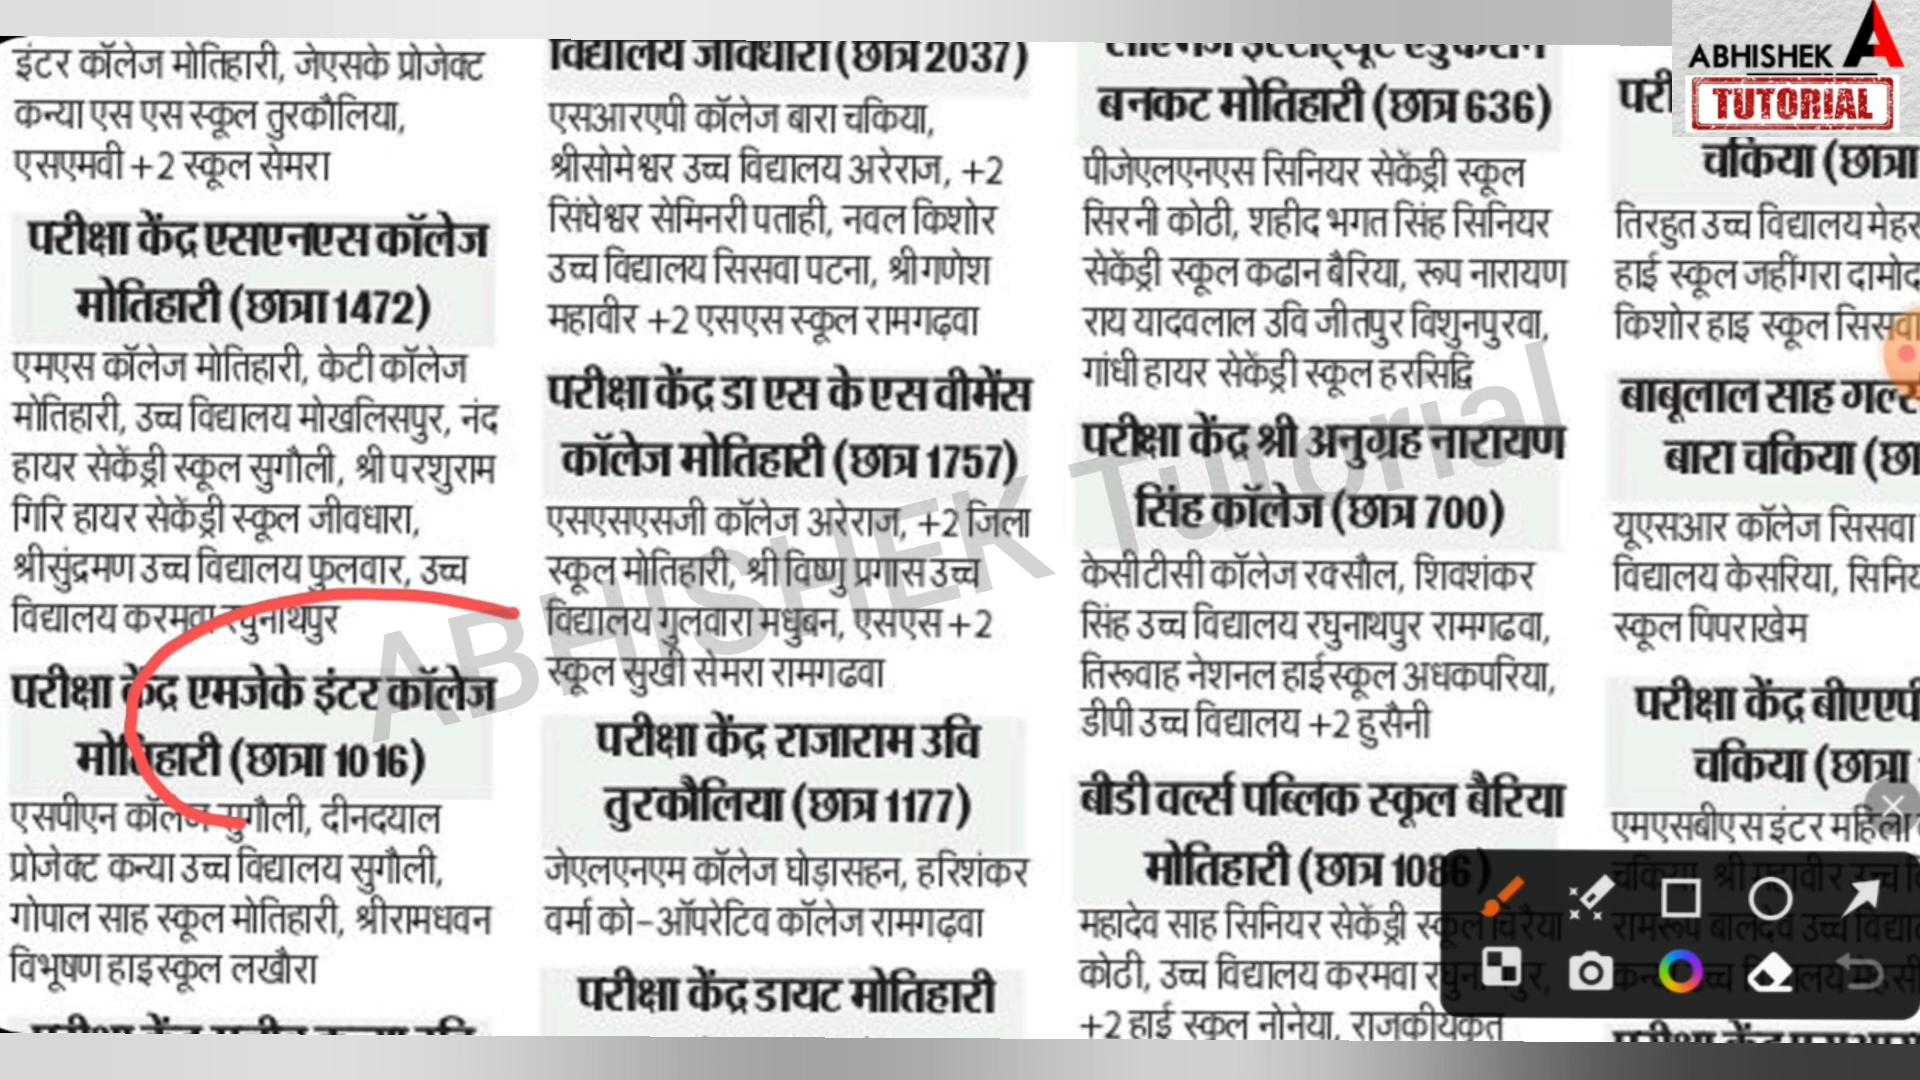 इंटर कॉलेज मोतिहारी, जेएसके प्रोजेक्ट
कन्या एस एस स्कूल तुरकौलिया,
एसएमवी +2 स्कूल सेमरा
परीक्षा केंद्र एसएनएस कॉलेज
मोतिहारी (छात्रा 1472)
एमएस कॉलेज मोतिहारी, केटी कॉलेज
मोतिहारी, उच्च विद्यालय मोखलिसपुर, नंद
हायर सेकेंड्री स्कूल सुगौली, श्री परशुराम
गिरि हायर सेकेंड्री स्कूल जीवधारा,
श्रीसुंद्रमण उच्च विद्यालय फुलवार, उच्च
विद्यालय करमवा रघुनाथपुर
परीक्षा केंद्र एमजेके इंटर कॉलेज
मोतिहारी (छात्रा 1016)
एसपीएन कॉलेज सुगौली, दीनदयाल
प्रोजेक्ट कन्या उच्च विद्यालय सुगौली,
गोपाल साह स्कूल मोतिहारी, श्रीरामधवन
विभूषण हाइस्कूल लखौरा
विद्यालय जीवधारा (छात्र 2037)
एसआरएपी कॉलेज बारा चकिया,
श्रीसोमेश्वर उच्च विद्यालय अरेराज, +2
सिंघेश्वर सेमिनरी पताही, नवल किशोर
उच्च विद्यालय सिसवा पटना, श्रीगणेश
महावीर +2 एसएस स्कूल रामगढ़वा
परीक्षा केंद्र डा एस के एस वीमेंस
कॉलेज मोतिहारी (छात्र 1757)
एसएसएसजी कॉलेज अरेराज, +2 जिला
स्कूल मोतिहारी, श्री विष्णु प्रगास उच्च
विद्यालय गुलवारा मधुबन, एसएस +2
स्कूल सुखी सेमरा रामगढवा
परीक्षा केंद्र राजाराम उवि
तुरकौलिया (छात्र 1177)
जेएलएनएम कॉलेज घोड़ासहन, हरिशंकर
वर्मा को-ऑपरेटिव कॉलेज रामगढ़वा
परीक्षा केंद्र डायट मोतिहारी
बनकट मोतिहारी (छात्र 636)
पीजेएलएनएस सिनियर सेकेंड्री स्कूल
सिरनी कोठी, शहीद भगत सिंह सिनियर
सेकेंड्री स्कूल कढान बैरिया, रूप नारायण
राय यादवलाल उवि जीतपुर विशुनपुरवा,
गांधी हायर सेकेंड्री स्कूल हरसिद्धि
परीक्षा केंद्र श्री अनुग्रह नारायण
सिंह कॉलेज (छात्र 700)
केसीटीसी कॉलेज रक्सौल, शिवशंकर
सिंह उच्च विद्यालय रघुनाथपुर रामगढवा,
तिरूवाह नेशनल हाईस्कूल अधकपरिया,
डीपी उच्च विद्यालय +2 हुसैनी
बीडी वर्ल्स पब्लिक स्कूल बैरिया
मोतिहारी (छात्र 1086)
महादेव साह सिनियर सेकेंड्री स्कूल चिरैया
कोठी, उच्च विद्यालय करमवा
+2 हाई स्कूल नोनेया, राजकीयकृत
चकिया (छात्रा
तिरहुत उच्च विद्यालय
हाई स्कूल जहींगरा
किशोर हाइ स्कूल
बाबूलाल साह
बारा चकिया
यूएसआर कॉलेज सिसवा
विद्यालय केसरिया,
स्कूल पिपराखेम
परीक्षा केंद्र
चकिया (छात्रा
एमएसबीएस इंटर महिला
ABHISHEK
TUTORIAL
ABHISHEK Tutorial